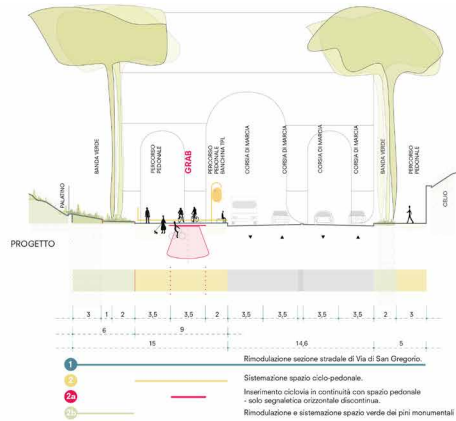 PALATINO
BANDA VERDE
PERCORSO
PEDONALE
GRAB
PERCORSO
PEDONALE
BANCHINA TPL
CORSIA DI MARCIA
CORSIA DI MARCIA
CORSIA DI MARCIA
CORSIA DI MARCIA
BANDA VERDE
PERCORSO
PEDONALE
CELIO
PROGETTO
3 1 2 3,5 3,5 2 3,5 3,5 3,5 3,5 2
6 9 5
15 14,6
1 Rimodulazione sezione stradale di Via di San Gregorio.
2 Sistemazione spazio ciclo-pedonale.
2a Inserimento ciclovia in continuità con spazio pedonale
- solo segnaletica orizzontale discontinua.
2b Rimodulazione e sistemazione spazio verde dei pini monumentali